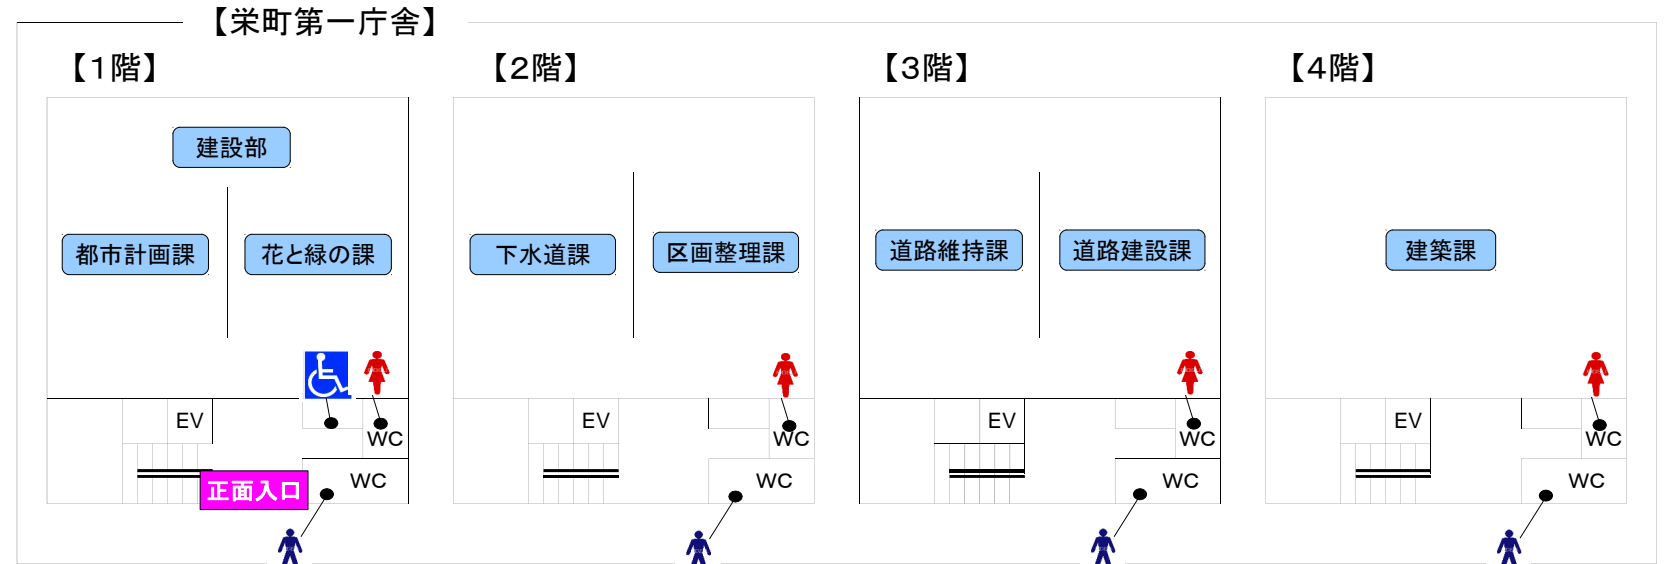 【栄町第一庁舎】
【1階】
【2階】
【3階】
【4階】
建設部
都市計画課
花と緑の課
下水道課
区画整理課
道路維持課
道路建設課
建築課
EV
WC
WC
正面入口
EV
WC
WC
EV
WC
WC
EV
WC
WC